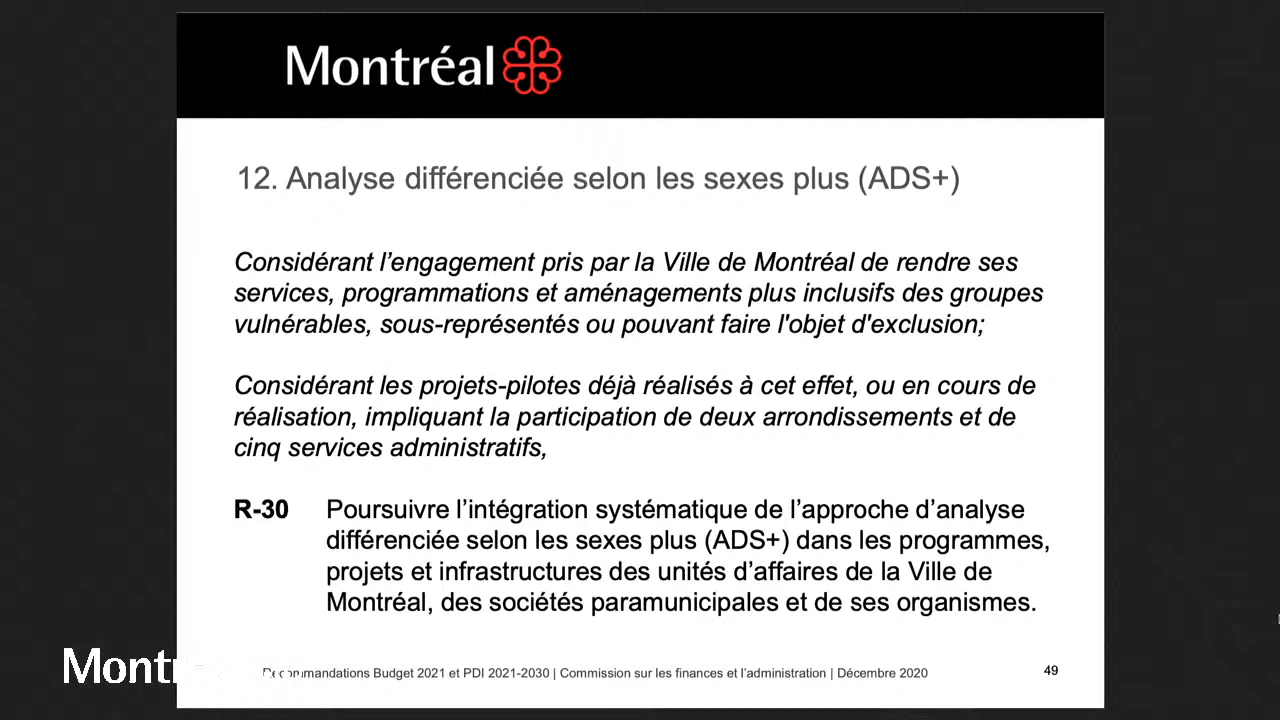 Montréal
12. Analyse différenciée selon les sexes plus (ADS+)
Considérant l’engagement pris par la Ville de Montréal de rendre ses
services, programmations et aménagements plus inclusifs des groupes
vulnérables, sous-représentés ou pouvant faire l'objet d'exclusion;
Considérant les projets-pilotes déjà réalisés à cet effet, ou en cours de
réalisation, impliquant la participation de deux arrondissements et de
cinq services administratifs,
R-30 Poursuivre l’intégration systématique de l’approche d’analyse
différenciée selon les sexes plus (ADS+) dans les programmes,
projets et infrastructures des unités d’affaires de la Ville de
Montréal, des sociétés paramunicipales et de ses organismes.
Montr
Recommandations Budget 2021 et PDI 2021-2030 | Commission sur les finances et l’administration | Décembre 2020
49